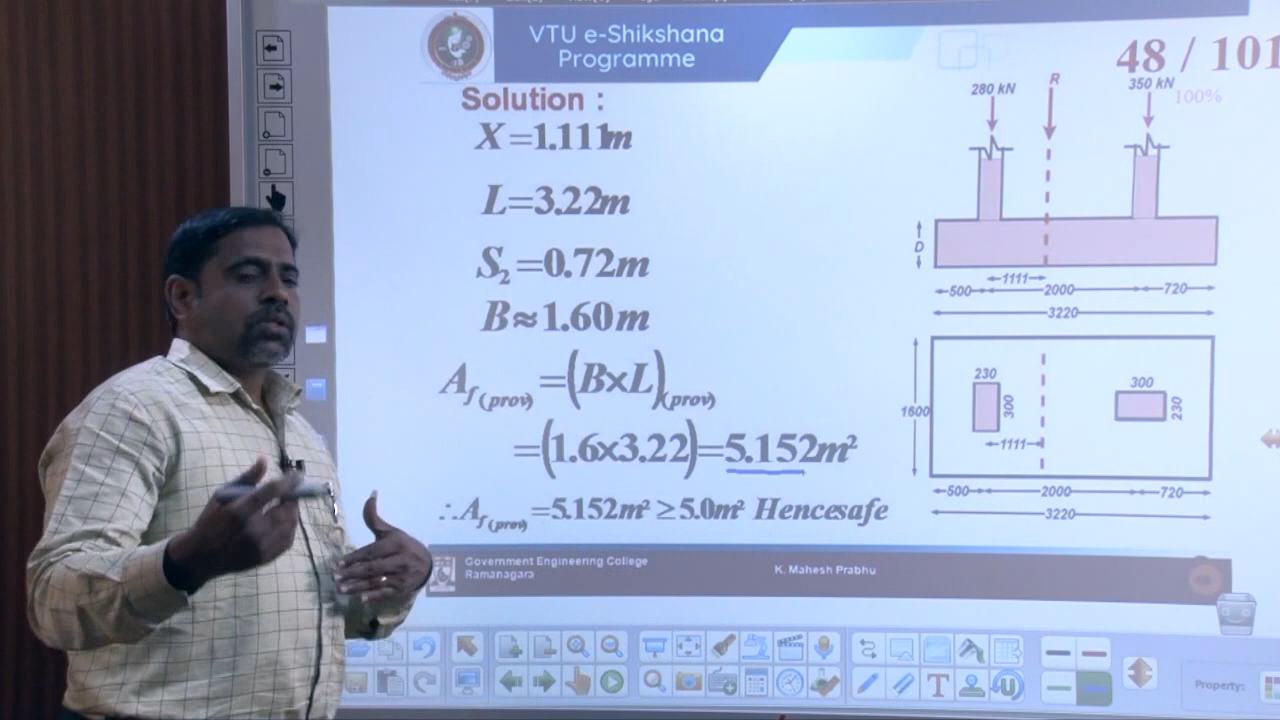 VTU e-Shikshana
Programme
48 / 101
100%
Solution :
X=1.111m
L=3.22m
S₂=0.72m
B≈1.60m
A_f(prov) =(B×L)(prov)
=(1.6×3.22)=5.152m²
∴A_f(prov) =5.152m² ≥5.0m² Hencesafe
280 kN
R
350 kN
D
1111
500
2000
720
3220
230
300
300
230
1600
1111
500
2000
720
3220
Government Engineering College
Ramanagara
K. Mahesh Prabhu
T
U
Property: